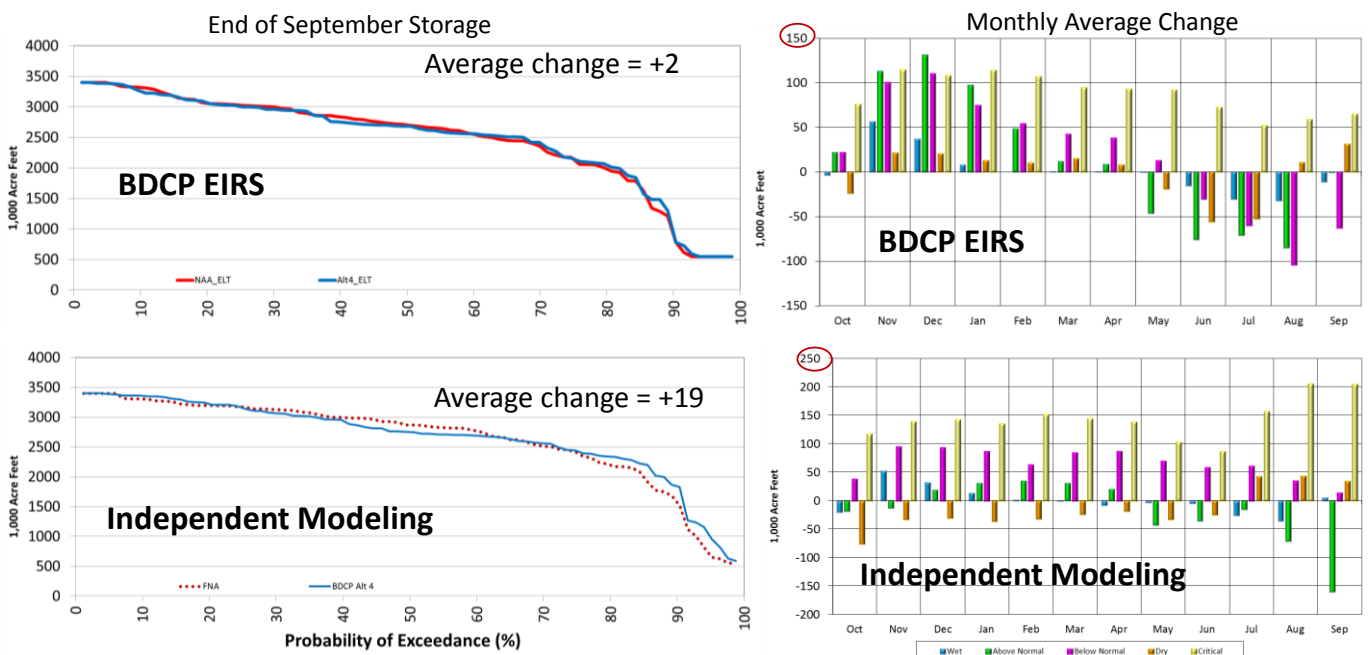 End of September Storage
Average change = +2
4000
3500
3000
2500
2000
1500
1000
500
0
1,000 Acre Feet
BDCP EIRS
NAA_ELT Alt4_ELT
0 10 20 30 40 50 60 70 80 90 100
Monthly Average Change
150
100
50
0
-50
-100
-150
1,000 Acre Feet
BDCP EIRS
Oct Nov Dec Jan Feb Mar Apr May Jun Jul Aug Sep
Average change = +19
4000
3500
3000
2500
2000
1500
1000
500
0
1,000 Acre Feet
Independent Modeling
FNA BDCP Alt 4
0 10 20 30 40 50 60 70 80 90 100
Probability of Exceedance (%)
250
200
150
100
50
0
-50
-100
-150
-200
1,000 Acre Feet
Independent Modeling
Oct Nov Dec Jan Feb Mar Apr May Jun Jul Aug Sep
Wet Above Normal Below Normal Dry Critical